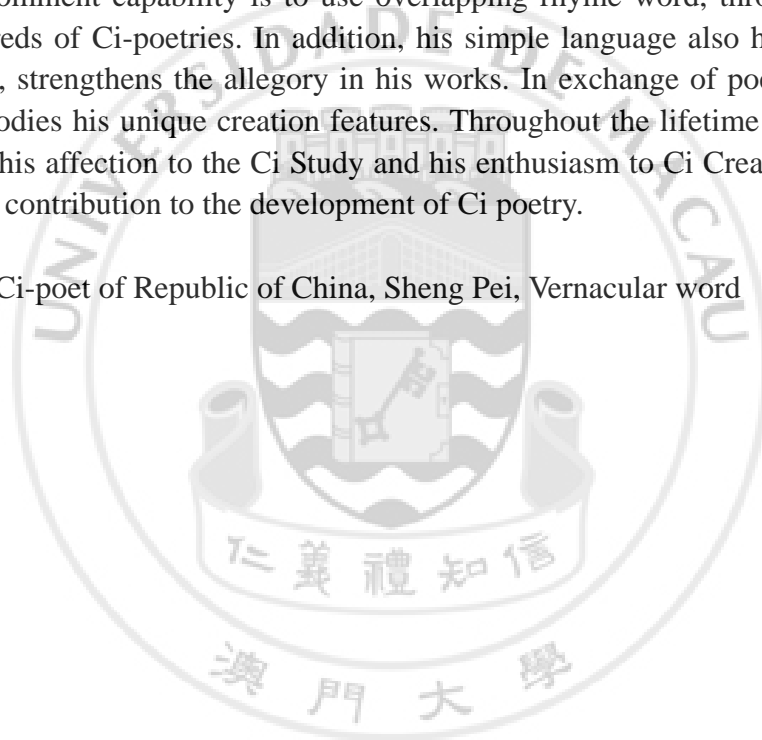 ominent capability is to use overlapping rhyme word, thro
reds of Ci-poetries. In addition, his simple language also h
, strengthens the allegory in his works. In exchange of poe
odies his unique creation features. Throughout the lifetime
his affection to the Ci Study and his enthusiasm to Ci Crea
contribution to the development of Ci poetry.
Ci-poet of Republic of China, Sheng Pei, Vernacular word
UNIVERSIDADE DE MACAU
仁義禮知信
澳門大學